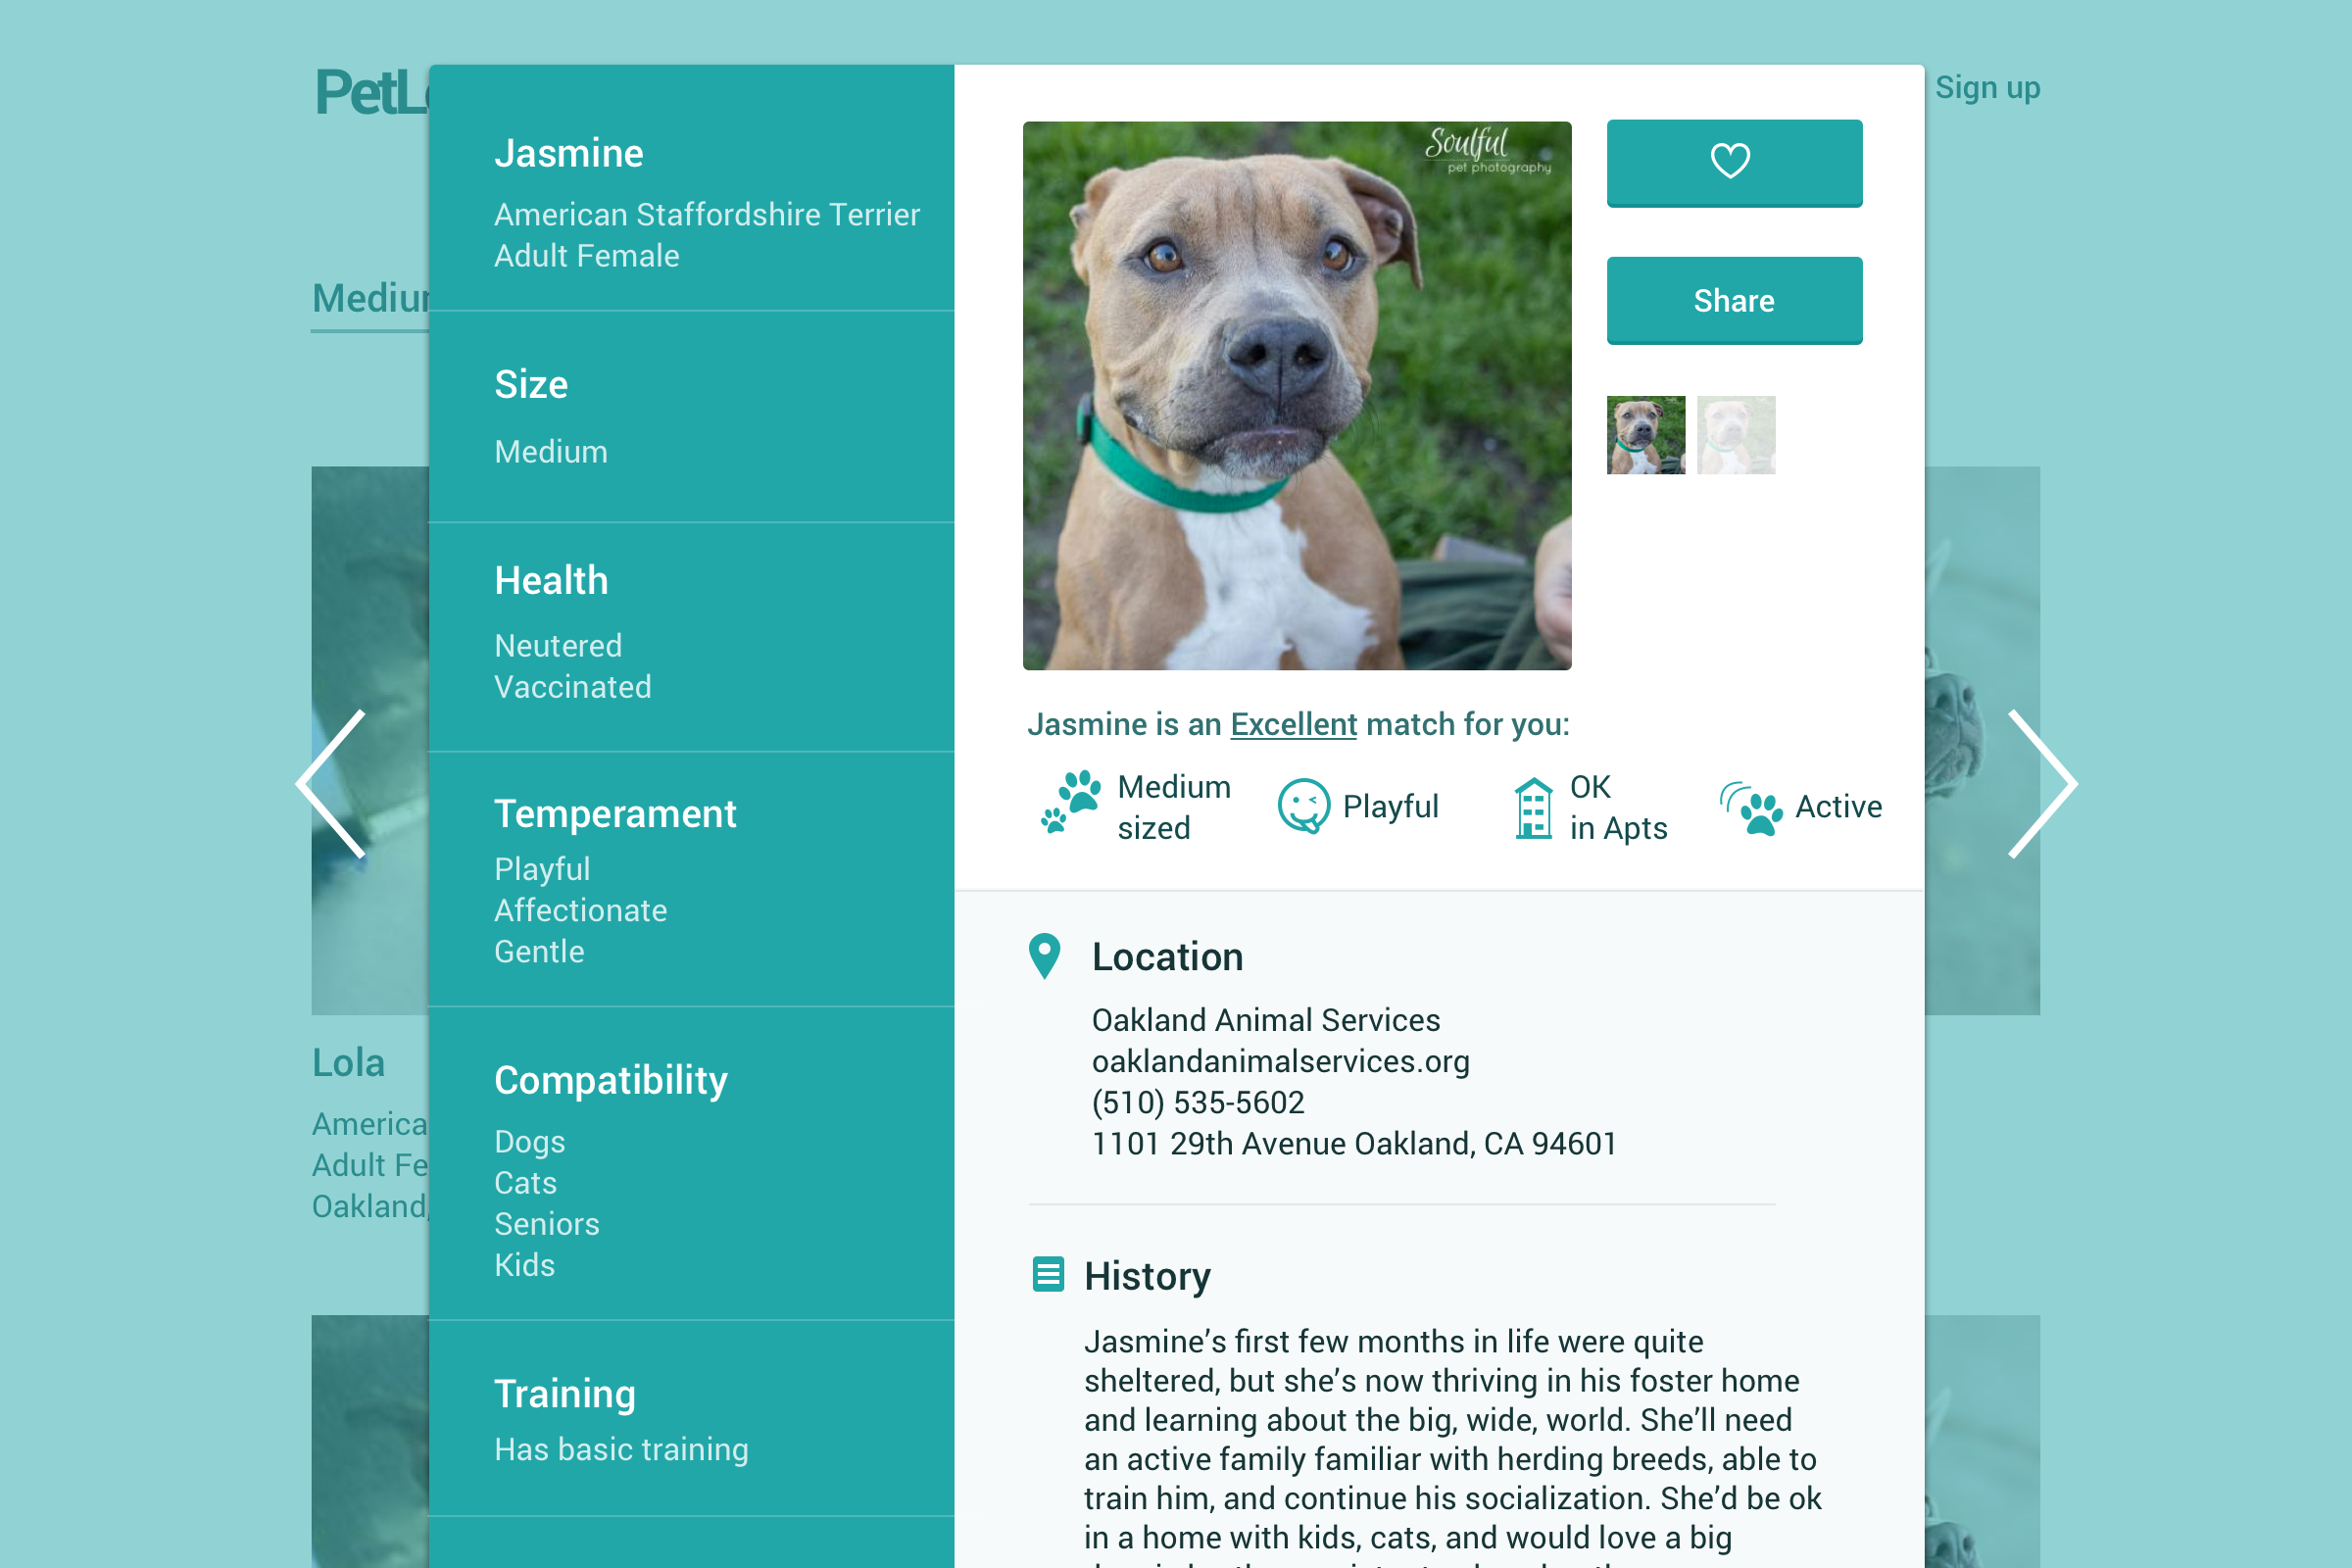 PetL
Sign up
Jasmine
American Staffordshire Terrier
Adult Female
Size
Medium
Health
Neutered
Vaccinated
Temperament
Playful
Affectionate
Gentle
Compatibility
Dogs
Cats
Seniors
Kids
Training
Has basic training
Soulful
pet photography
Share
Jasmine is an Excellent match for you:
Medium
sized
Playful
OK
in Apts
Active
Location
Oakland Animal Services
oaklandanimalservices.org
(510) 535-5602
1101 29th Avenue Oakland, CA 94601
History
Jasmine’s first few months in life were quite
sheltered, but she’s now thriving in his foster home
and learning about the big, wide, world. She’ll need
an active family familiar with herding breeds, able to
train him, and continue his socialization. She’d be ok
in a home with kids, cats, and would love a big
Lola
America
Adult Fe
Oakland,